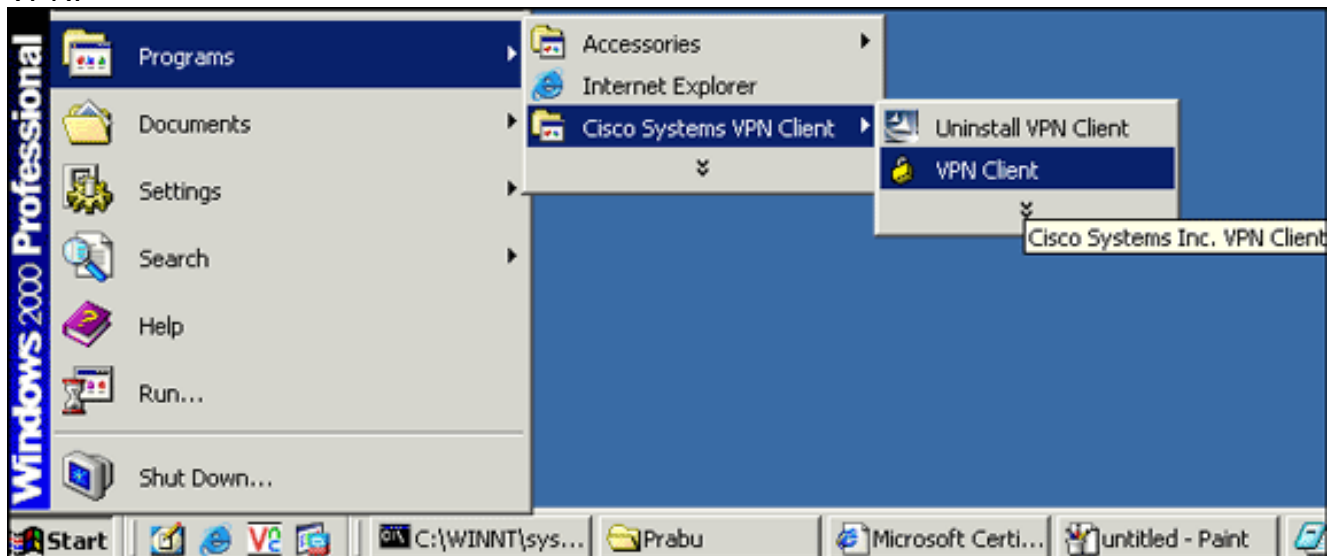 Windows 2000 Professional
Programs
Documents
Settings
Search
Help
Run...
Shut Down...
Accessories
Internet Explorer
Cisco Systems VPN Client
Uninstall VPN Client
VPN Client
Cisco Systems Inc. VPN Client
Start
C:\WINNT\sys...
Prabu
Microsoft Certi...
untitled - Paint